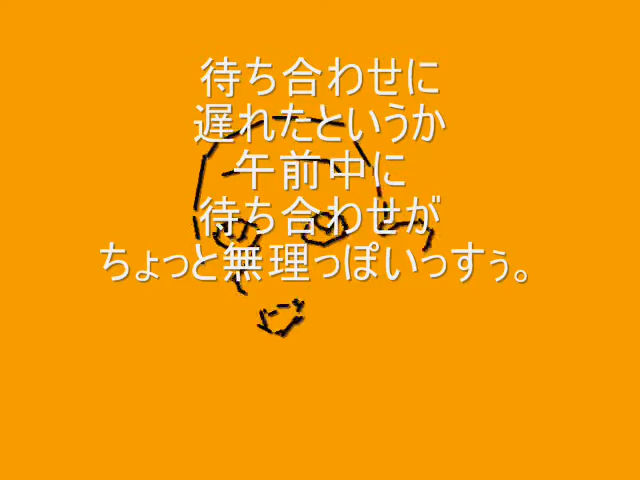 待ち合わせに
遅れたというか
午前中に
待ち合わせが
ちょっと無理っぽいっすぅ。